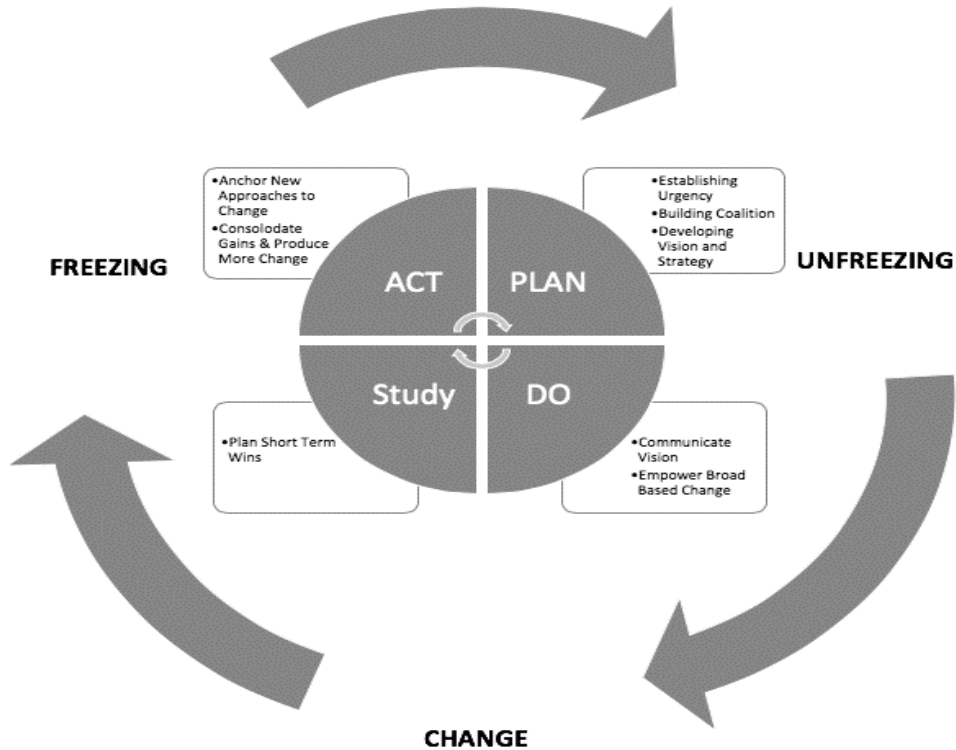 •Anchor New
Approaches to
Change
•Consolodate
Gains & Produce
More Change
•Establishing
Urgency
•Building Coalition
•Developing
Vision and
Strategy
FREEZING
UNFREEZING
ACT
PLAN
Study
DO
•Plan Short Term
Wins
•Communicate
Vision
•Empower Broad
Based Change
CHANGE